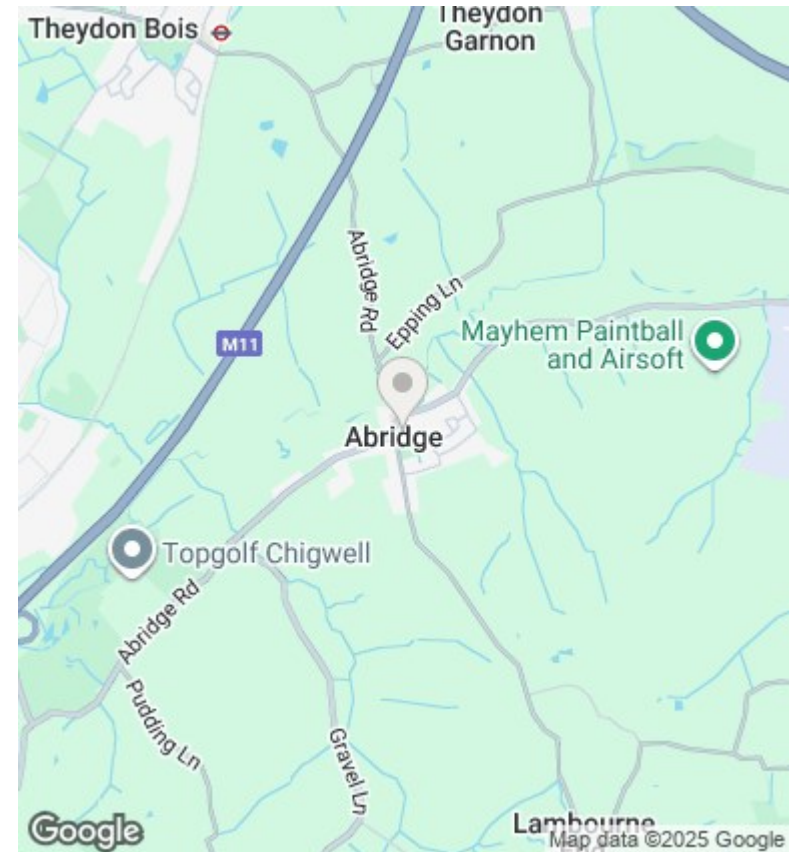 Theydon Bois
Theydon
Garnon
Abridge Rd
Epping Ln
M11
Mayhem Paintball
and Airsoft
Abridge
Topgolf Chigwell
Abridge Rd
Pudding Ln
Gravel Ln
Lambourne
Google
Map data ©2025 Google